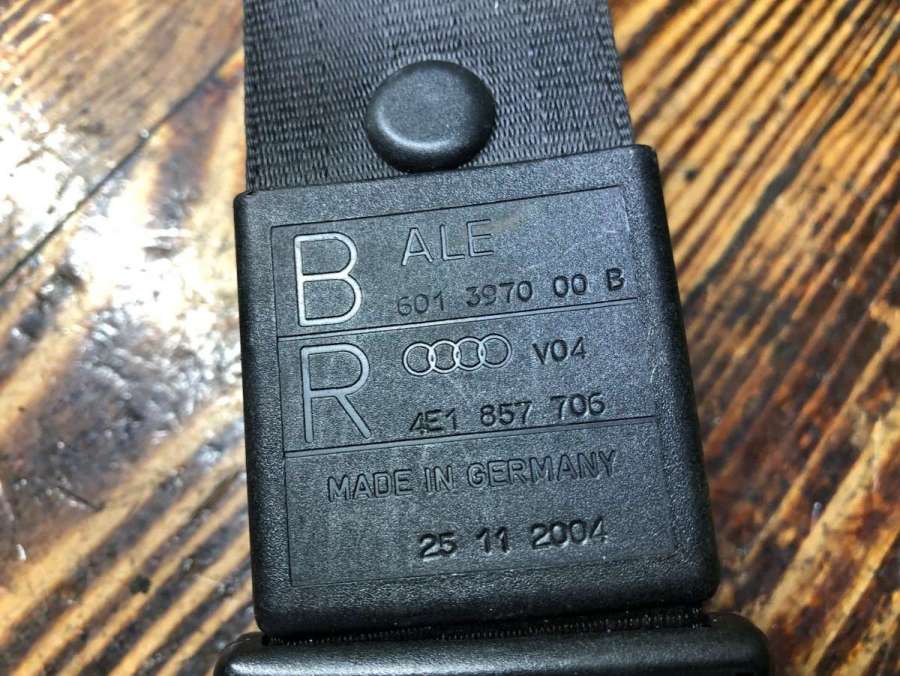 B ALE
601 3970 00 B
R V04
4E1 857 706
MADE IN GERMANY
25 11 2004